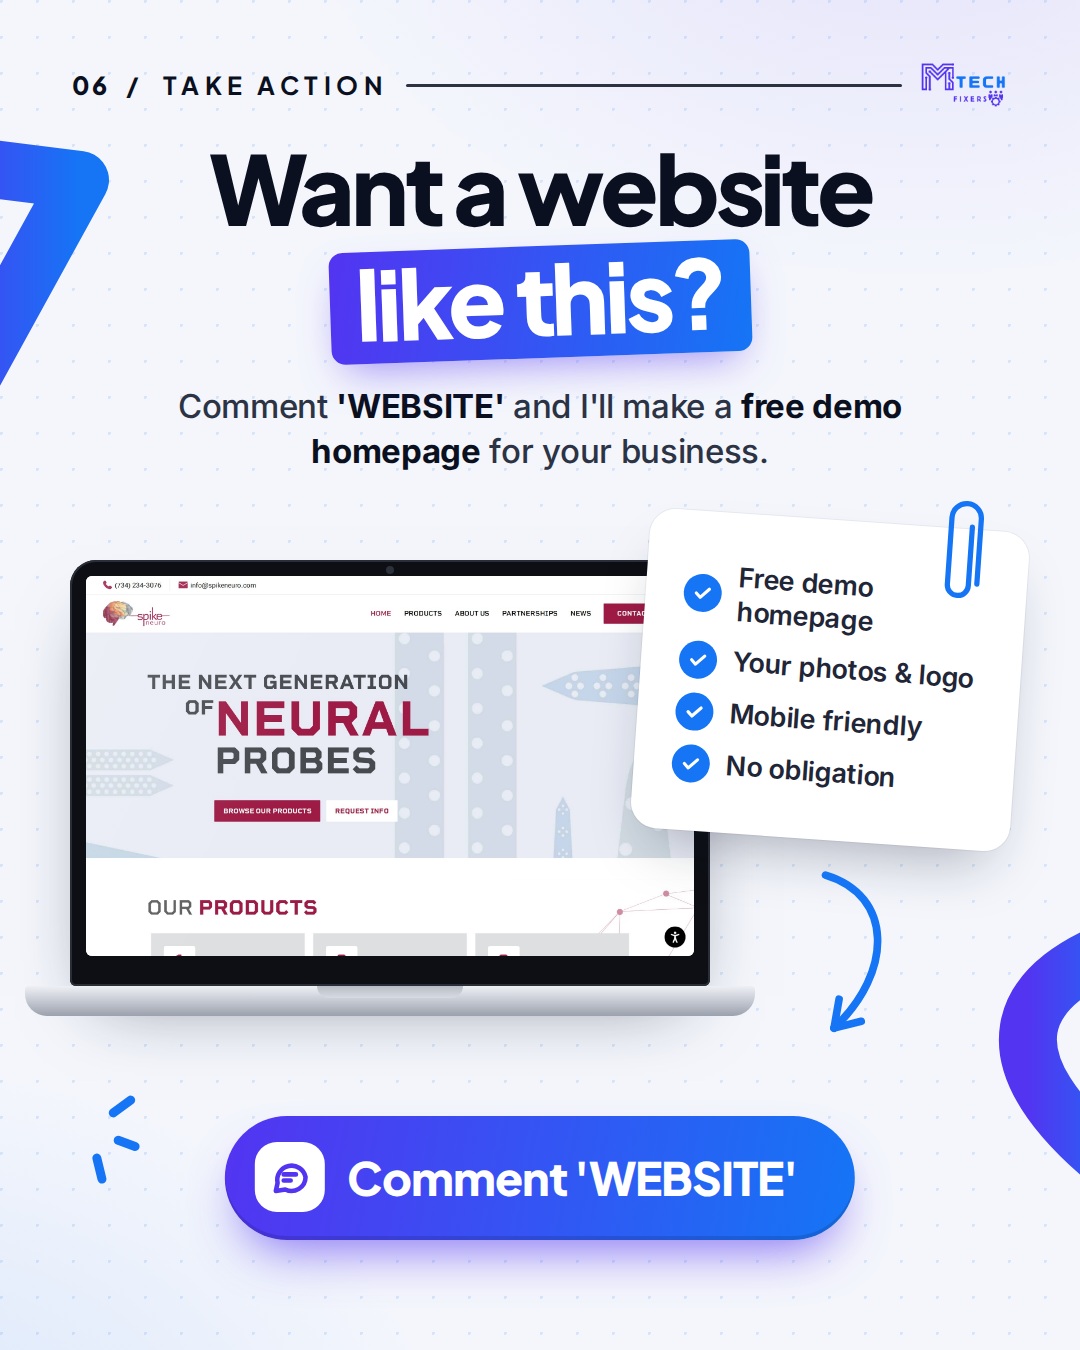 06 / TAKE ACTION
MTECH
FIXERS
Want a website
like this?
Comment 'WEBSITE' and I'll make a free demo
homepage for your business.
(734) 234-3076 info@spikeneuro.com
spike
neuro
HOME PRODUCTS ABOUT US PARTNERSHIPS NEWS
THE NEXT GENERATION
OF NEURAL
PROBES
BROWSE OUR PRODUCTS REQUEST INFO
OUR PRODUCTS
Free demo
homepage
Your photos & logo
Mobile friendly
No obligation
Comment 'WEBSITE'